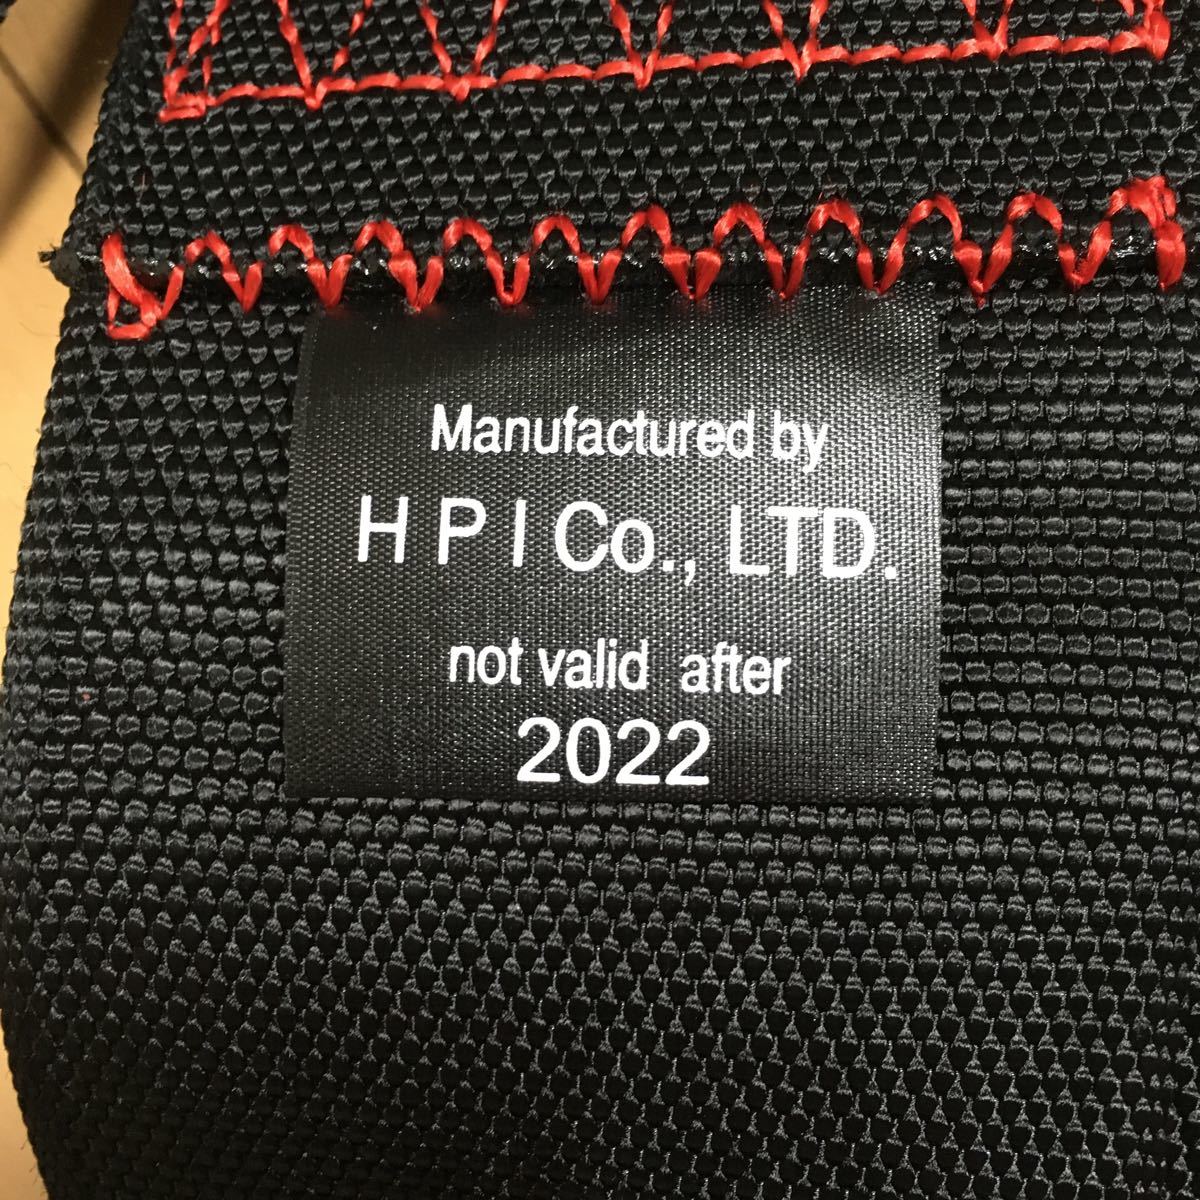 Manufactured by
H P I Co., LTD.
not valid after
2022